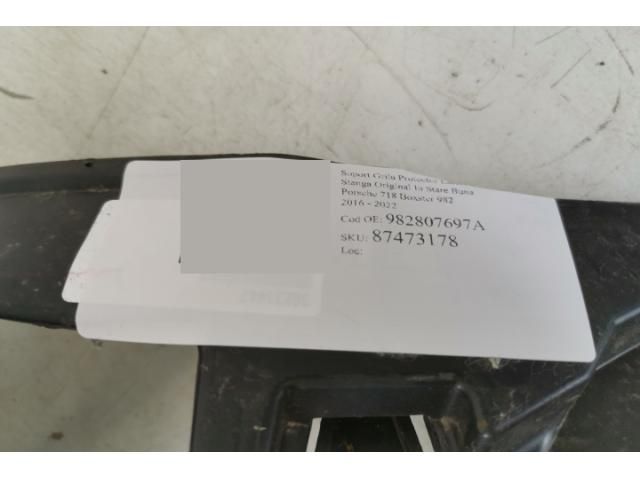 Suport Grila Protectie
Stanga Original In Stare Buna
Porsche 718 Boxster 982
2016 - 2022
Cod OE: 982807697A
SKU: 87473178
Loc: